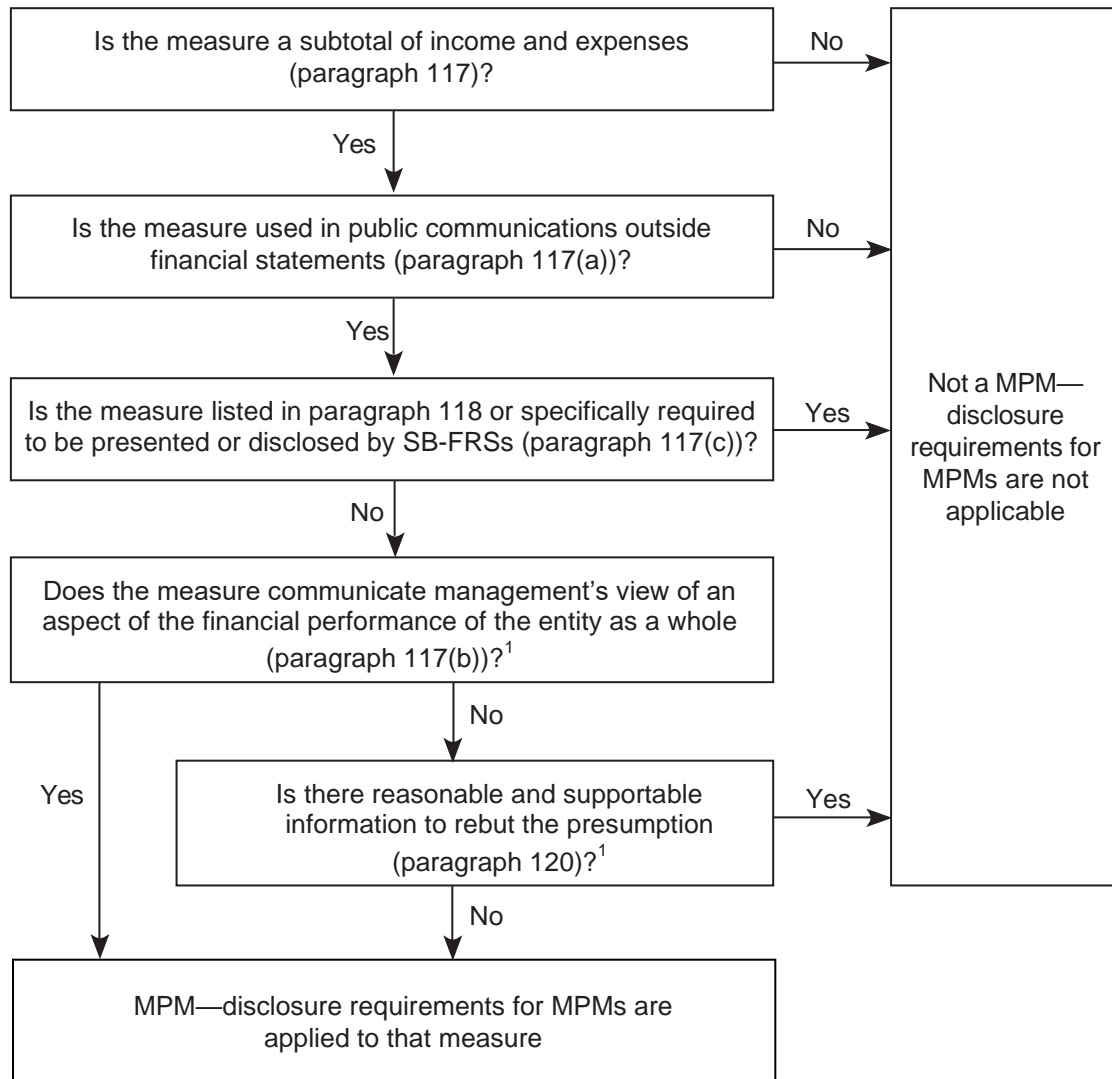 Is the measure a subtotal of income and expenses
(paragraph 117)?
No
Yes
Is the measure used in public communications outside
financial statements (paragraph 117(a))?
No
Yes
Is the measure listed in paragraph 118 or specifically required
to be presented or disclosed by SB-FRSs (paragraph 117(c))?
Yes
No
Not a MPM—
disclosure
requirements for
MPMs are not
applicable
Does the measure communicate management’s view of an
aspect of the financial performance of the entity as a whole
(paragraph 117(b))?¹
No
Yes
Is there reasonable and supportable
information to rebut the presumption
(paragraph 120)?¹
Yes
No
MPM—disclosure requirements for MPMs are
applied to that measure